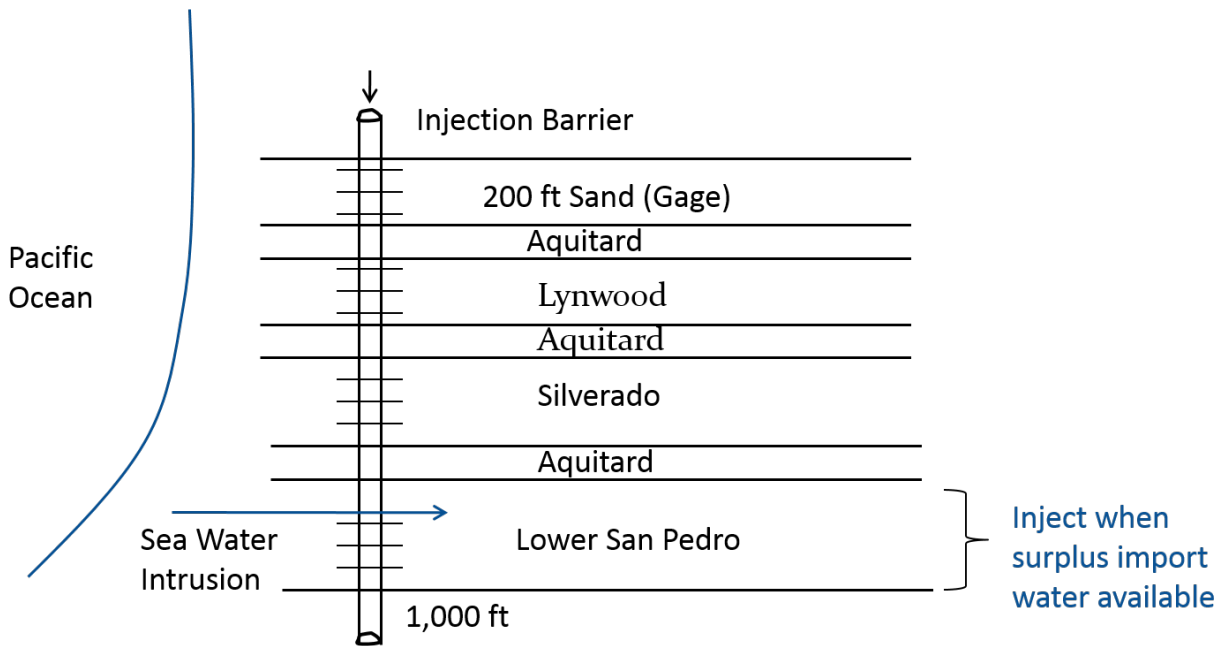 Injection Barrier
200 ft Sand (Gage)
Aquitard
Pacific
Ocean
Lynwood
Aquitard
Silverado
Aquitard
Sea Water
Intrusion
Lower San Pedro
Inject when
surplus import
water available
1,000 ft